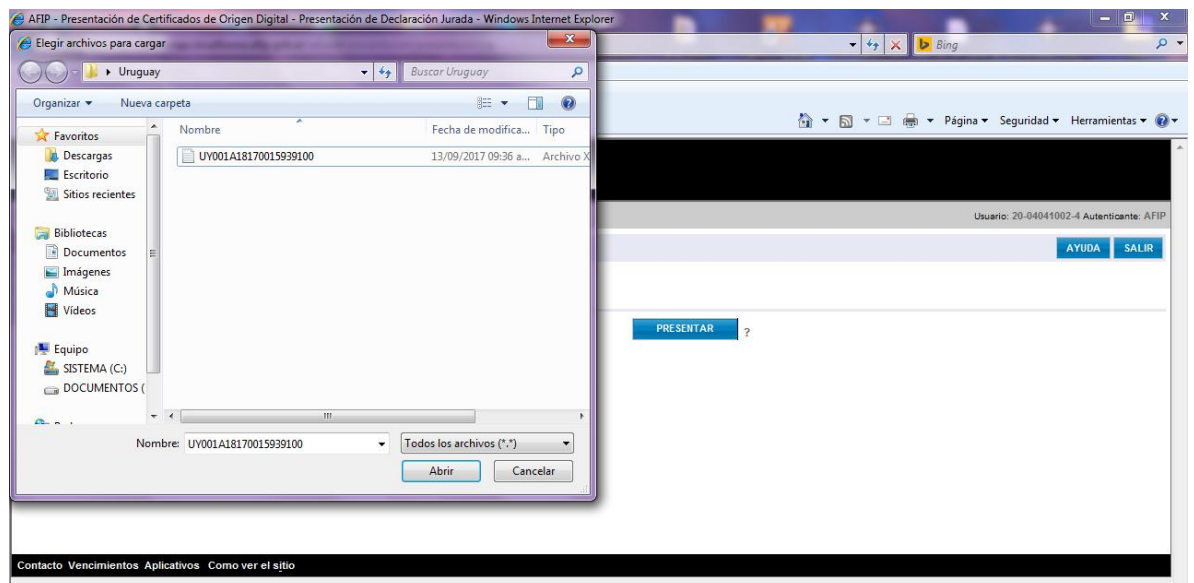 AFIP - Presentación de Certificados de Origen Digital - Presentación de Declaración Jurada - Windows Internet Explorer
Elegir archivos para cargar
Bing
Uruguay
Buscar Uruguay
Organizar
Nueva carpeta
Página
Seguridad
Herramientas
Favoritos
Descargas
Escritorio
Sitios recientes
Bibliotecas
Documentos
Imágenes
Música
Vídeos
Equipo
SISTEMA (C:)
DOCUMENTOS (
Nombre
Fecha de modifica...
Tipo
UY001A18170015939100
13/09/2017 09:36 a...
Archivo X
Nombre:
UY001A18170015939100
Todos los archivos (*.*)
Abrir
Cancelar
Usuario: 20-04041002-4 Autenticante: AFIP
AYUDA
SALIR
PRESENTAR
?
Contacto Vencimientos Aplicativos Como ver el sitio